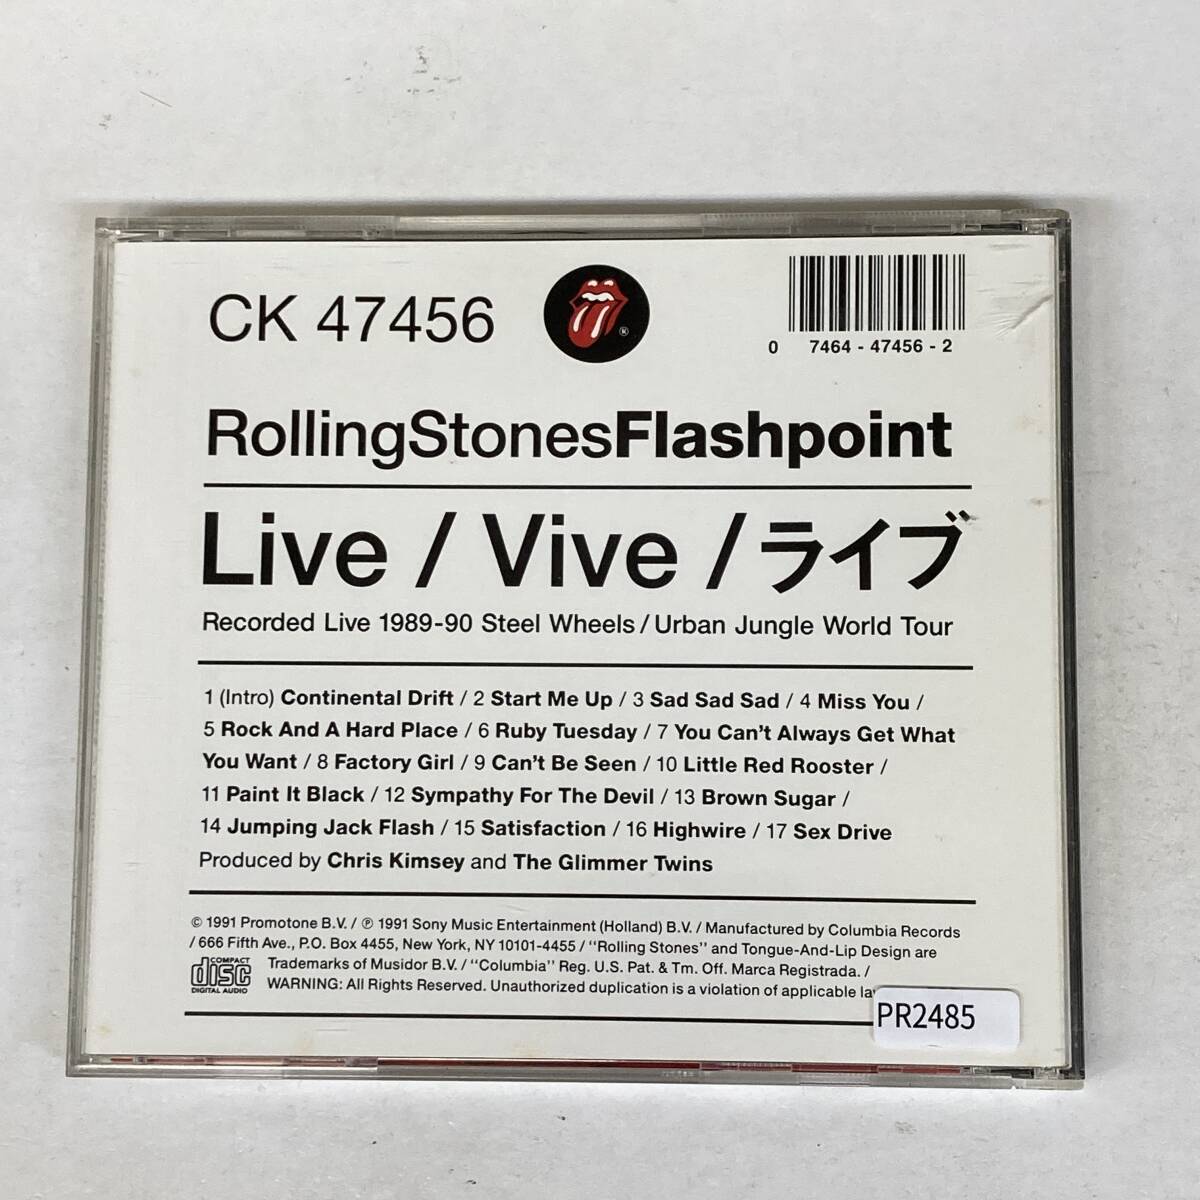 CK 47456
0 7464 - 47456 - 2
RollingStonesFlashpoint
Live / Vive / ライブ
Recorded Live 1989-90 Steel Wheels / Urban Jungle World Tour
1 (Intro) Continental Drift / 2 Start Me Up / 3 Sad Sad Sad / 4 Miss You /
5 Rock And A Hard Place / 6 Ruby Tuesday / 7 You Can't Always Get What
You Want / 8 Factory Girl / 9 Can't Be Seen / 10 Little Red Rooster /
11 Paint It Black / 12 Sympathy For The Devil / 13 Brown Sugar /
14 Jumping Jack Flash / 15 Satisfaction / 16 Highwire / 17 Sex Drive
Produced by Chris Kimsey and The Glimmer Twins
© 1991 Promotone B.V. / ℗ 1991 Sony Music Entertainment (Holland) B.V. / Manufactured by Columbia Records
/ 666 Fifth Ave., P.O. Box 4455, New York, NY 10101-4455 / "Rolling Stones" and Tongue-And-Lip Design are
Trademarks of Musidor B.V. / "Columbia" Reg. U.S. Pat. & Tm. Off. Marca Registrada. /
WARNING: All Rights Reserved. Unauthorized duplication is a violation of applicable
COMPACT
disc
DIGITAL AUDIO
PR2485